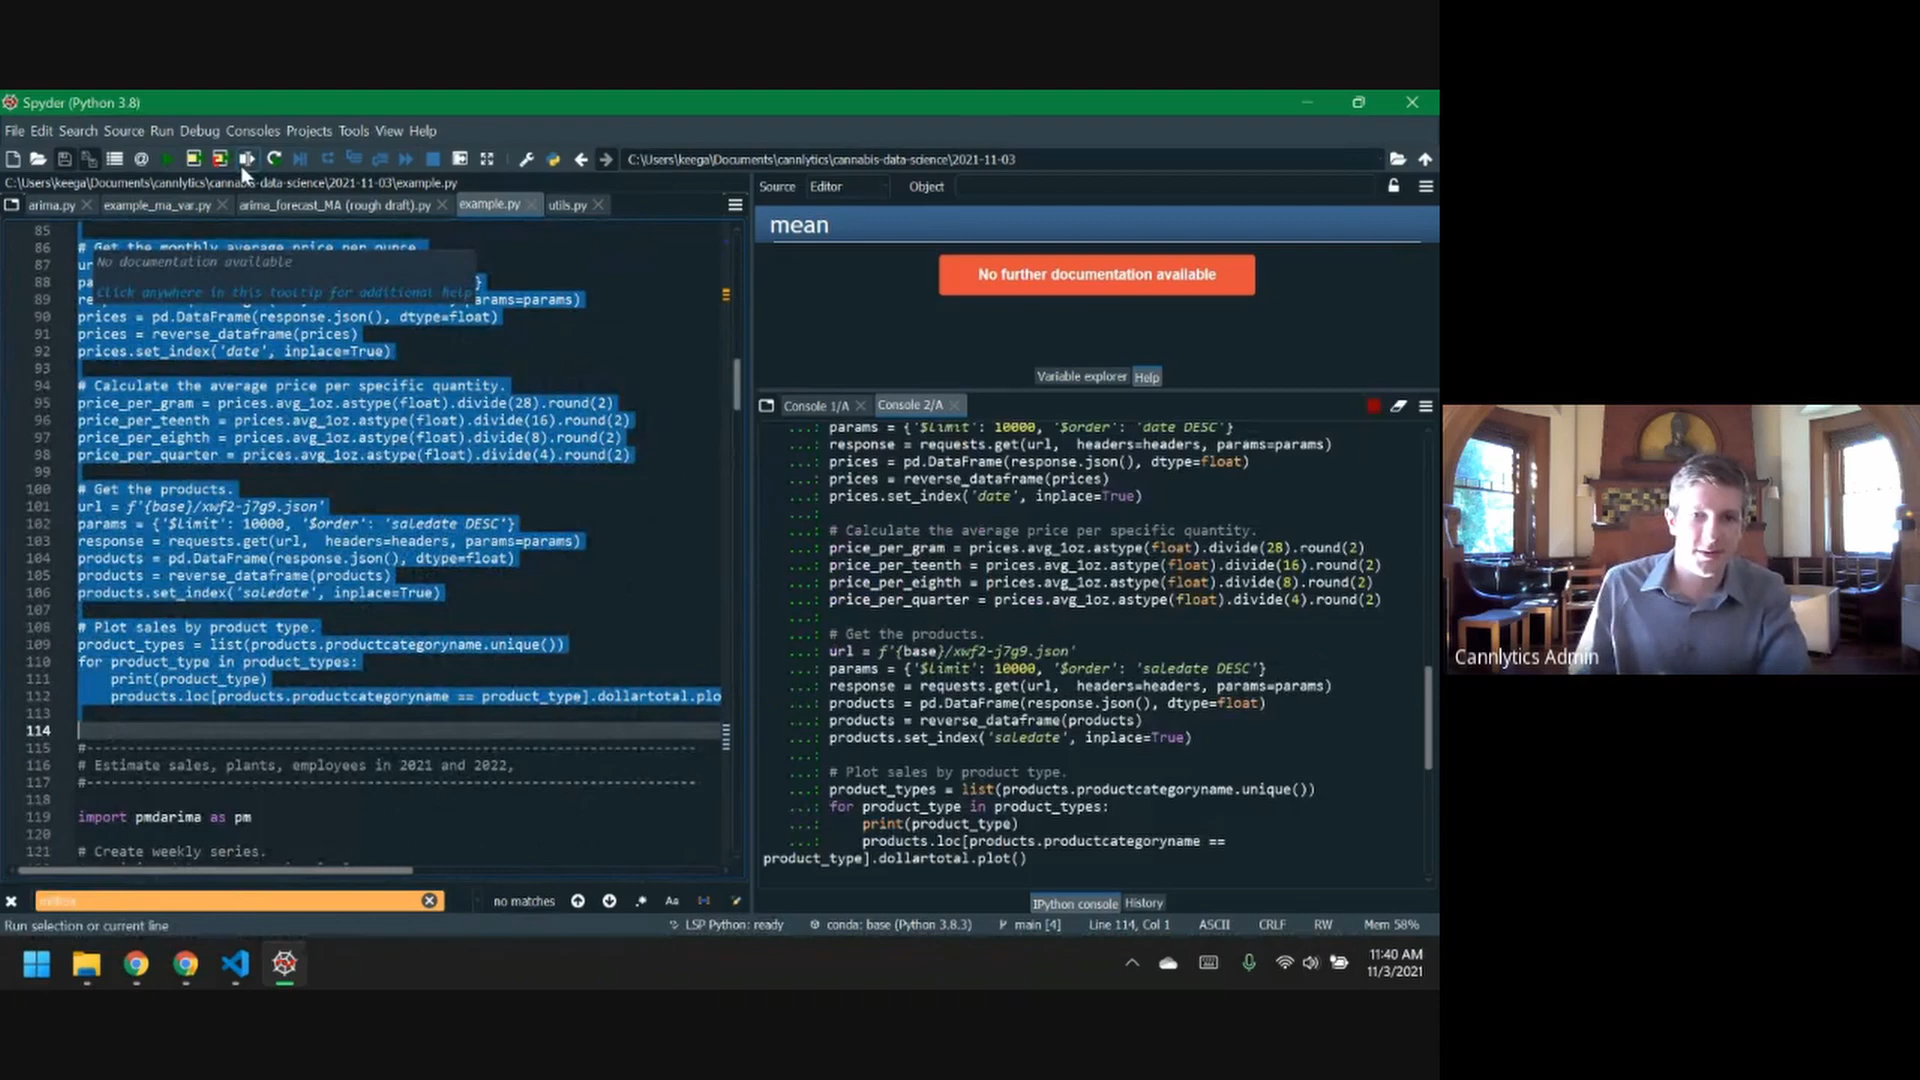 Spyder (Python 3.8)
File Edit Search Source Run Debug Consoles Projects Tools View Help
C:\Users\keega\Documents\cannlytics\cannabis-data-science\2021-11-03
C:\Users\keega\Documents\cannlytics\cannabis-data-science\2021-11-03\example.py
arima.py example_ma_var.py arima_forecast_MA (rough draft).py example.py utils.py
85
86 # Get the monthly average price per ounce.
87 ur
88 pa }
89 re params=params)
No documentation available
Click anywhere in this tooltip for additional help
90 prices = pd.DataFrame(response.json(), dtype=float)
91 prices = reverse_dataframe(prices)
92 prices.set_index('date', inplace=True)
93
94 # Calculate the average price per specific quantity.
95 price_per_gram = prices.avg_1oz.astype(float).divide(28).round(2)
96 price_per_teenth = prices.avg_1oz.astype(float).divide(16).round(2)
97 price_per_eighth = prices.avg_1oz.astype(float).divide(8).round(2)
98 price_per_quarter = prices.avg_1oz.astype(float).divide(4).round(2)
99
100 # Get the products.
101 url = f'{base}/xwf2-j7g9.json'
102 params = {'$limit': 10000, '$order': 'saledate DESC'}
103 response = requests.get(url,  headers=headers, params=params)
104 products = pd.DataFrame(response.json(), dtype=float)
105 products = reverse_dataframe(products)
106 products.set_index('saledate', inplace=True)
107
108 # Plot sales by product type.
109 product_types = list(products.productcategoryname.unique())
110 for product_type in product_types:
111     print(product_type)
112     products.loc[products.productcategoryname == product_type].dollartotal.plo
113
114
115 #--------------------------------------------------------------------------
116 # Estimate sales, plants, employees in 2021 and 2022,
117 #--------------------------------------------------------------------------
118
119 import pmdarima as pm
120
121 # Create weekly series.
million no matches Aa
Source Editor Object
mean
No further documentation available
Variable explorer Help
Console 1/A Console 2/A
...: params = {'$limit': 10000, '$order': 'date DESC'}
...: response = requests.get(url,  headers=headers, params=params)
...: prices = pd.DataFrame(response.json(), dtype=float)
...: prices = reverse_dataframe(prices)
...: prices.set_index('date', inplace=True)
...:
...: # Calculate the average price per specific quantity.
...: price_per_gram = prices.avg_1oz.astype(float).divide(28).round(2)
...: price_per_teenth = prices.avg_1oz.astype(float).divide(16).round(2)
...: price_per_eighth = prices.avg_1oz.astype(float).divide(8).round(2)
...: price_per_quarter = prices.avg_1oz.astype(float).divide(4).round(2)
...:
...: # Get the products.
...: url = f'{base}/xwf2-j7g9.json'
...: params = {'$limit': 10000, '$order': 'saledate DESC'}
...: response = requests.get(url,  headers=headers, params=params)
...: products = pd.DataFrame(response.json(), dtype=float)
...: products = reverse_dataframe(products)
...: products.set_index('saledate', inplace=True)
...:
...: # Plot sales by product type.
...: product_types = list(products.productcategoryname.unique())
...: for product_type in product_types:
...:     print(product_type)
...:     products.loc[products.productcategoryname ==
product_type].dollartotal.plot()
IPython console History
Run selection or current line LSP Python: ready conda: base (Python 3.8.3) main [4] Line 114, Col 1 ASCII CRLF RW Mem 58%
11:40 AM
11/3/2021
Cannlytics Admin